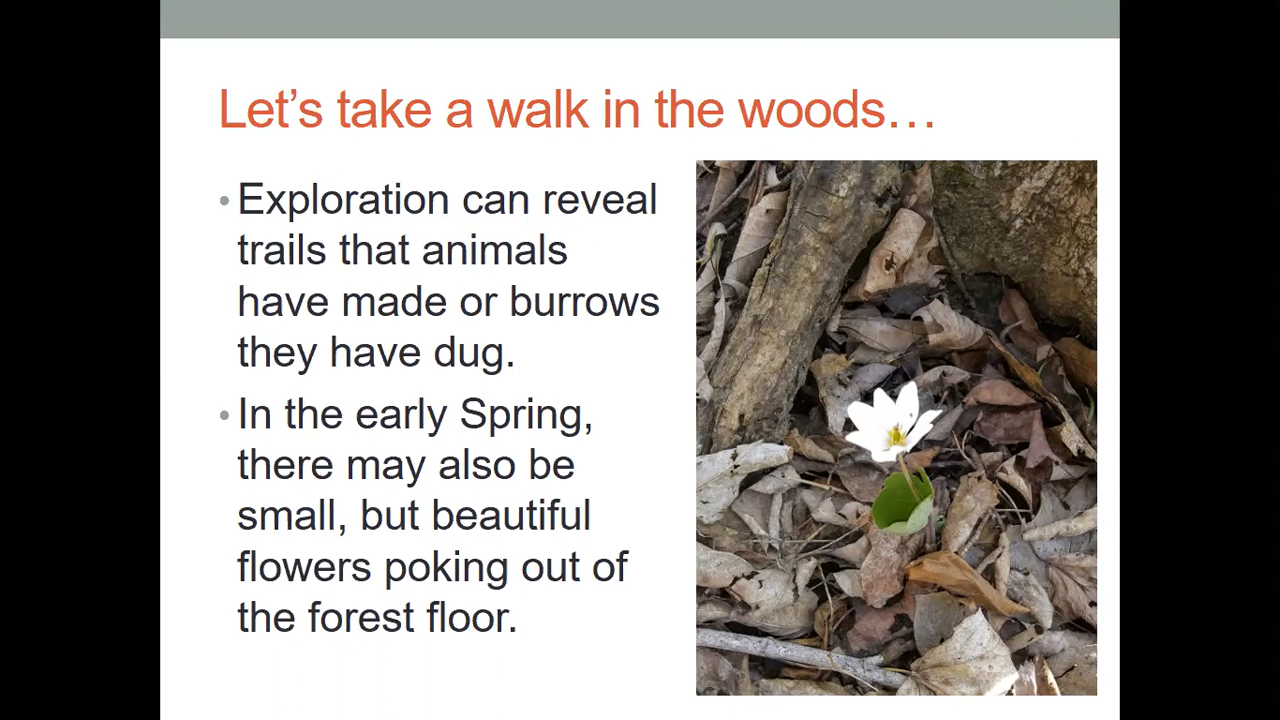 Let’s take a walk in the woods…
• Exploration can reveal
trails that animals
have made or burrows
they have dug.
• In the early Spring,
there may also be
small, but beautiful
flowers poking out of
the forest floor.